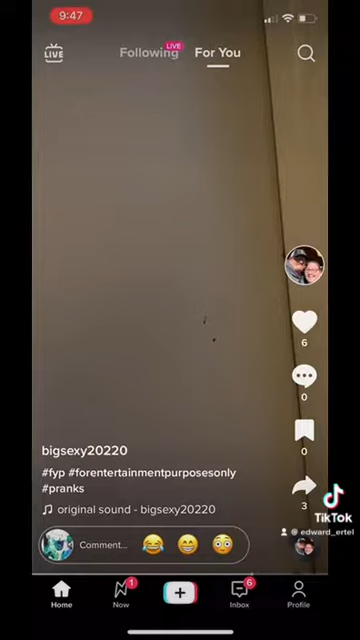 9:47
LIVE
Following
LIVE
For You
6
0
0
3
bigsexy20220
#fyp #forentertainmentpurposesonly
#pranks
original sound - bigsexy20220
TikTok
@ edward_ertel
Comment...
Home
Now
1
Inbox
6
Profile